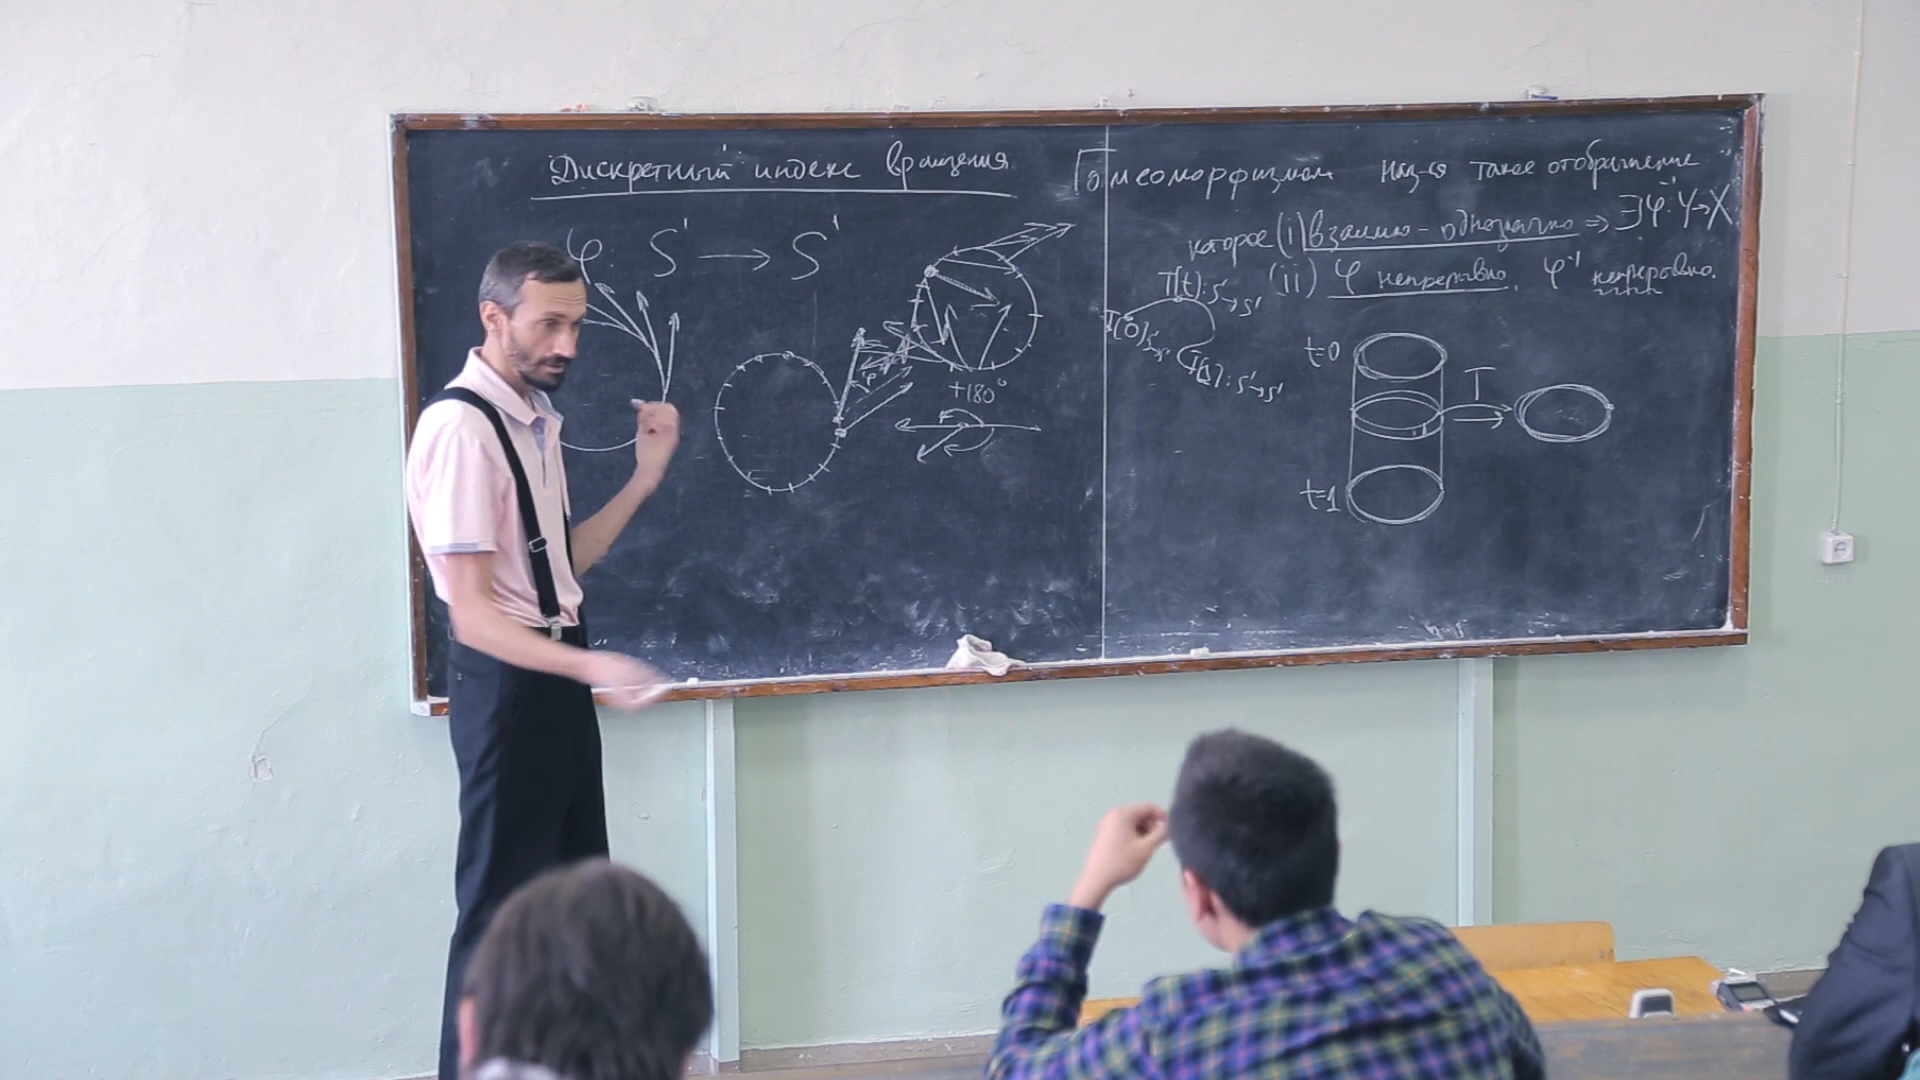 Дискретный индекс вращения
φ: S¹ → S¹
+180°
Гомеоморфизмом наз-ся такое отображение
которое (i) взаимно-однозначно => ∃φ⁻¹: Y→X
(ii) φ непрерывно, φ⁻¹ непрерывно.
T(t): S¹→S¹
T(0): S¹→S¹
T(1): S¹→S¹
t=0
T
t=1